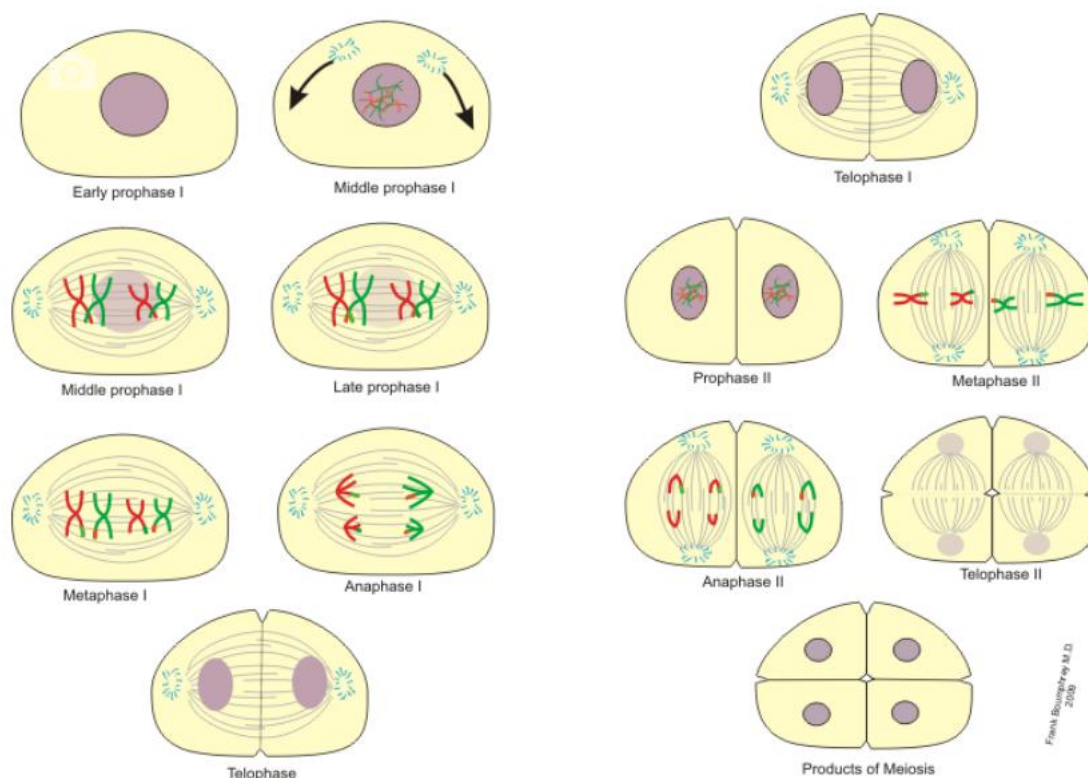 Early prophase I
Middle prophase I
Telophase I
Middle prophase I
Late prophase I
Prophase II
Metaphase II
Metaphase I
Anaphase I
Anaphase II
Telophase II
Telophase
Products of Meiosis
Frank Boumphrey M.D.
2009